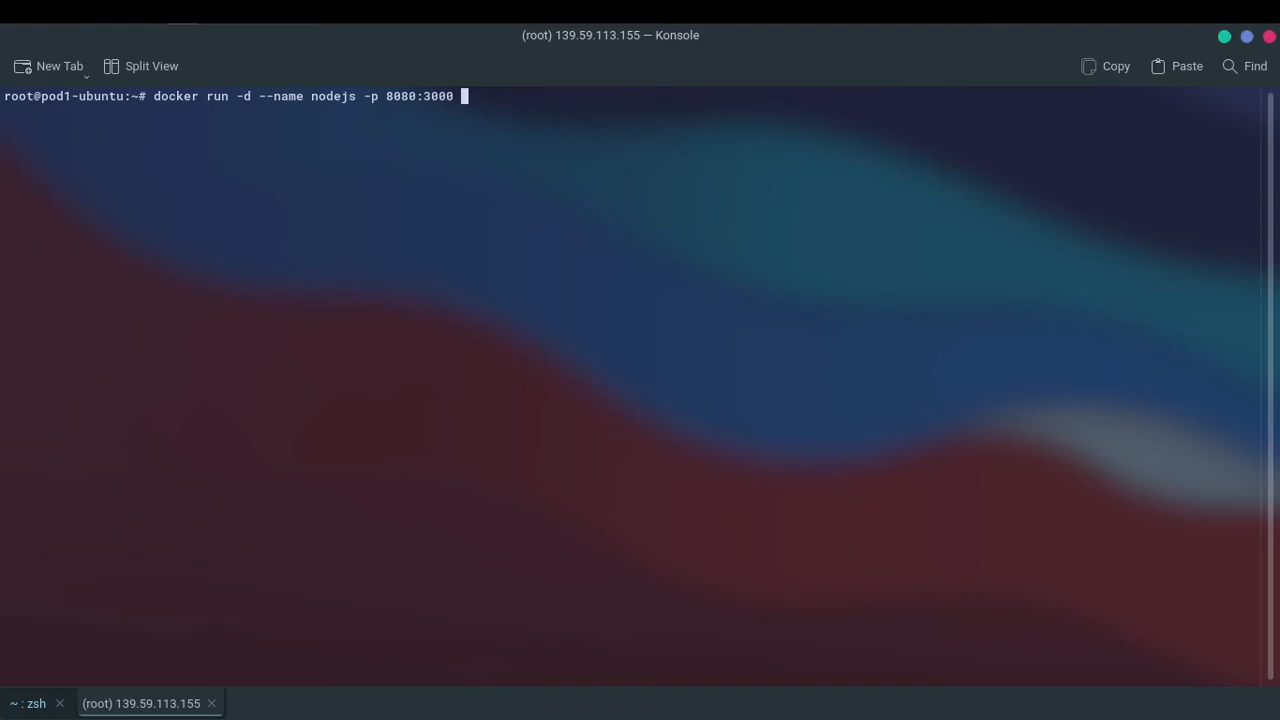 (root) 139.59.113.155 — Konsole
New Tab Split View Copy Paste Find
root@pod1-ubuntu:~# docker run -d --name nodejs -p 8080:3000
~ : zsh (root) 139.59.113.155